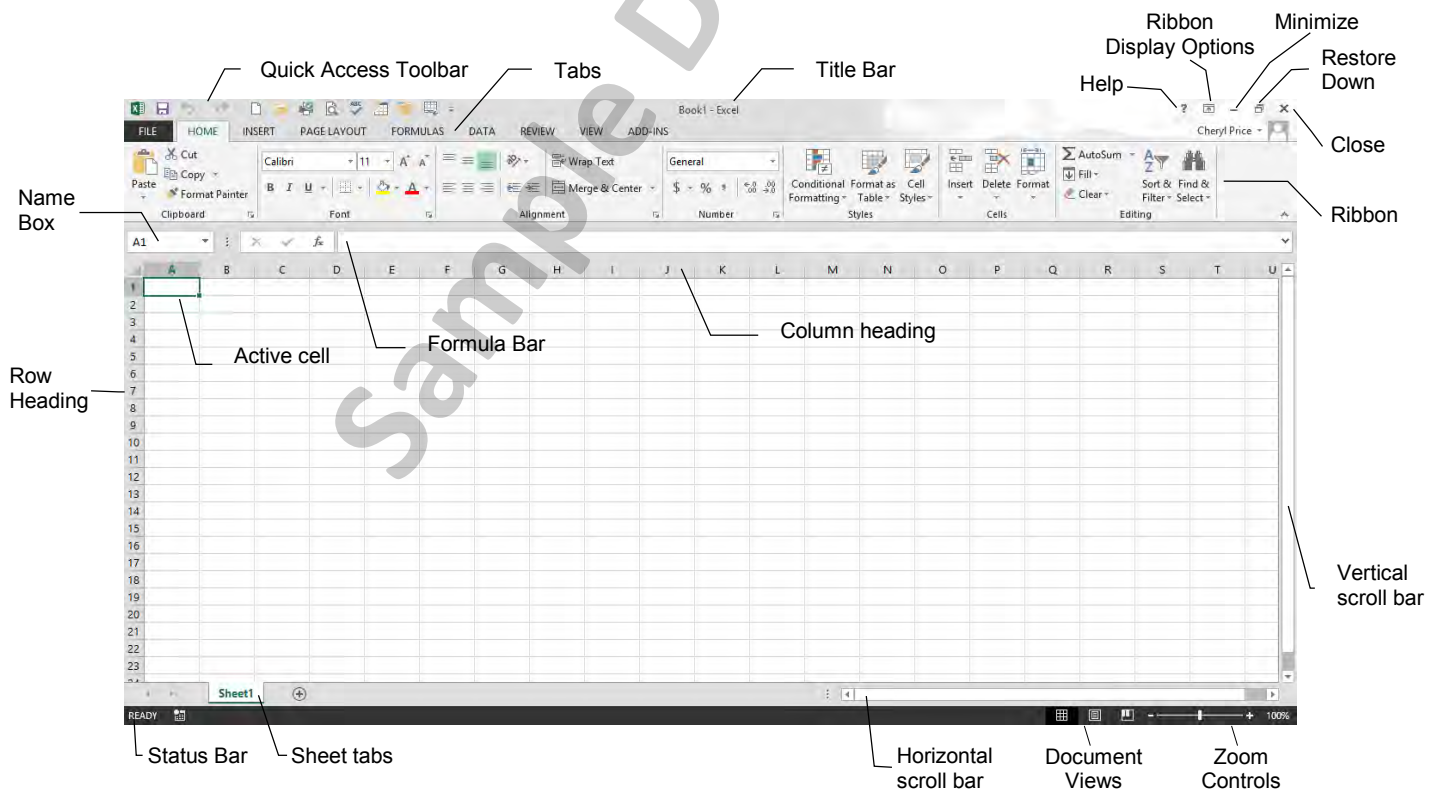 Ribbon
Display Options
Minimize
Restore
Down
Quick Access Toolbar
Tabs
Title Bar
Help
Close
Book1 - Excel
?
Cheryl Price
FILE HOME INSERT PAGE LAYOUT FORMULAS DATA REVIEW VIEW ADD-INS
Cut
Copy
Format Painter
Paste
Clipboard
Calibri 11 A A
B I U A
Font
Wrap Text
Merge & Center
Alignment
General
$ % ,
Number
Conditional
Formatting
Format as
Table
Cell
Styles
Styles
Insert Delete Format
Cells
AutoSum
Fill
Clear
Sort &
Filter
Find &
Select
Editing
Name
Box
Ribbon
A1
fx
A B C D E F G H I J K L M N O P Q R S T U
1
2
3
4
5
6
7
8
9
10
11
12
13
14
15
16
17
18
19
20
21
22
23
24
Active cell
Formula Bar
Column heading
Row
Heading
Vertical
scroll bar
Sample
Sheet1
READY
100%
Status Bar
Sheet tabs
Horizontal
scroll bar
Document
Views
Zoom
Controls